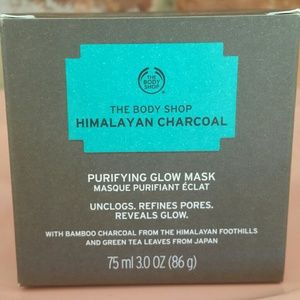 THE
BODY
SHOP
THE BODY SHOP
HIMALAYAN CHARCOAL
PURIFYING GLOW MASK
MASQUE PURIFIANT ÉCLAT
UNCLOGS. REFINES PORES.
REVEALS GLOW.
WITH BAMBOO CHARCOAL FROM THE HIMALAYAN FOOTHILLS
AND GREEN TEA LEAVES FROM JAPAN
75 ml 3.0 OZ (86 g)